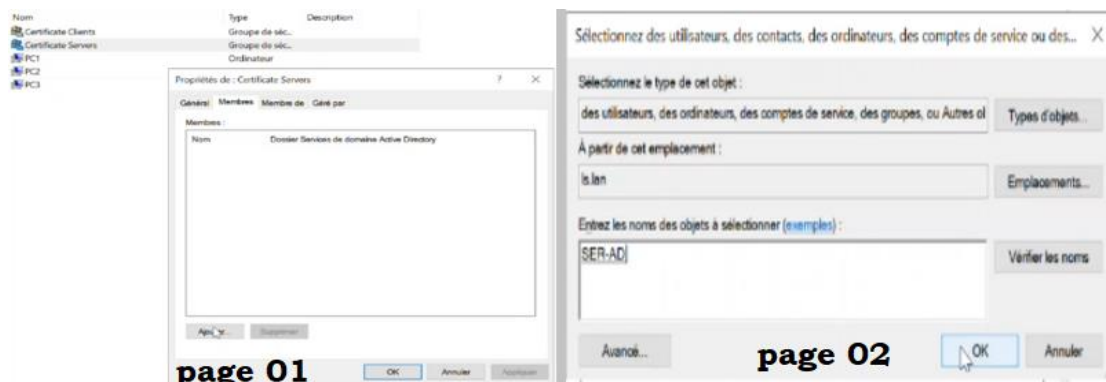 Nom Type Description
Certificate Clients Groupe de séc...
Certificate Servers Groupe de séc...
PC1 Ordinateur
PC2
PC3
Propriétés de : Certificate Servers ? ×
Général Membres Membre de Géré par
Membres :
Nom Dossier Services de domaine Active Directory
Ajouter... Supprimer
page 01
OK Annuler Appliquer
Sélectionnez des utilisateurs, des contacts, des ordinateurs, des comptes de service ou des... X
Sélectionnez le type de cet objet :
des utilisateurs, des ordinateurs, des comptes de service, des groupes, ou Autres ol Types d'objets...
À partir de cet emplacement :
ls.lan Emplacements...
Entrez les noms des objets à sélectionner (exemples) :
SER-AD Vérifier les noms
Avancé... page 02 OK Annuler